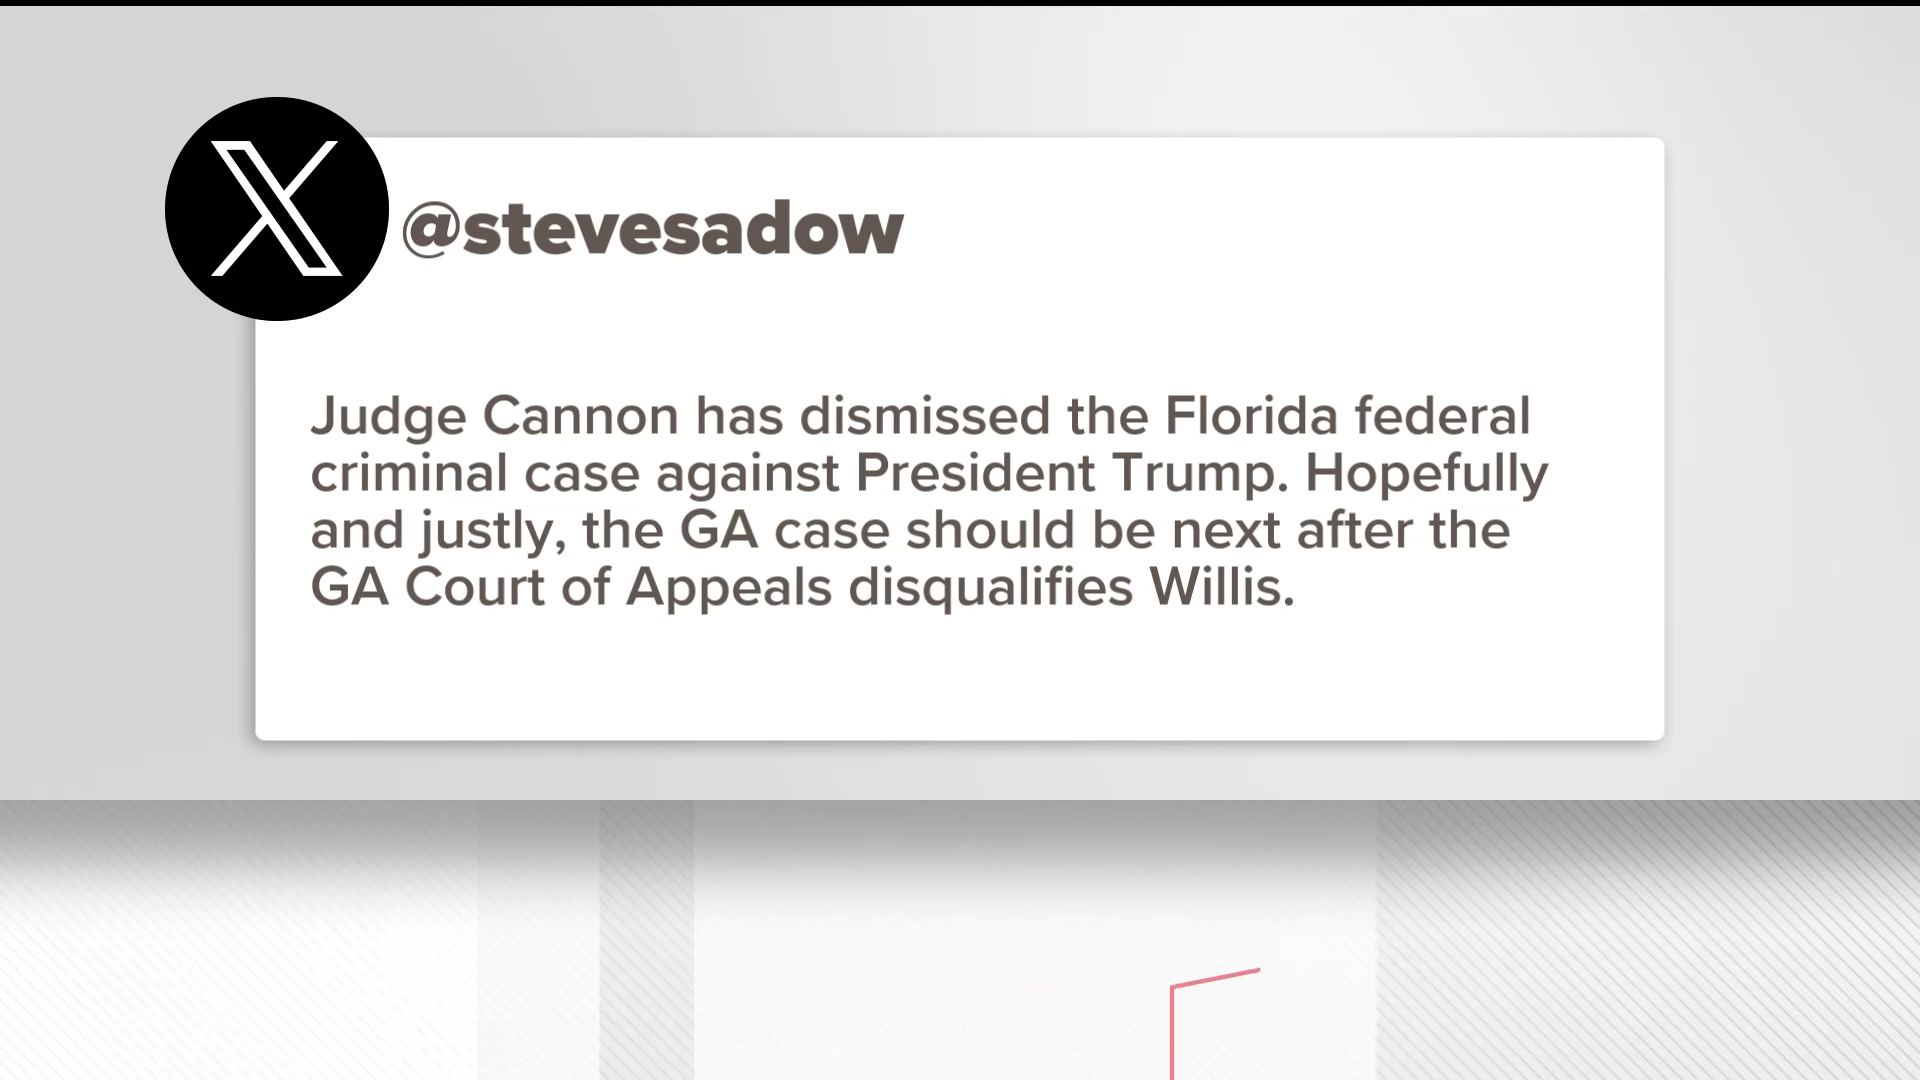 @stevesadow
Judge Cannon has dismissed the Florida federal
criminal case against President Trump. Hopefully
and justly, the GA case should be next after the
GA Court of Appeals disqualifies Willis.